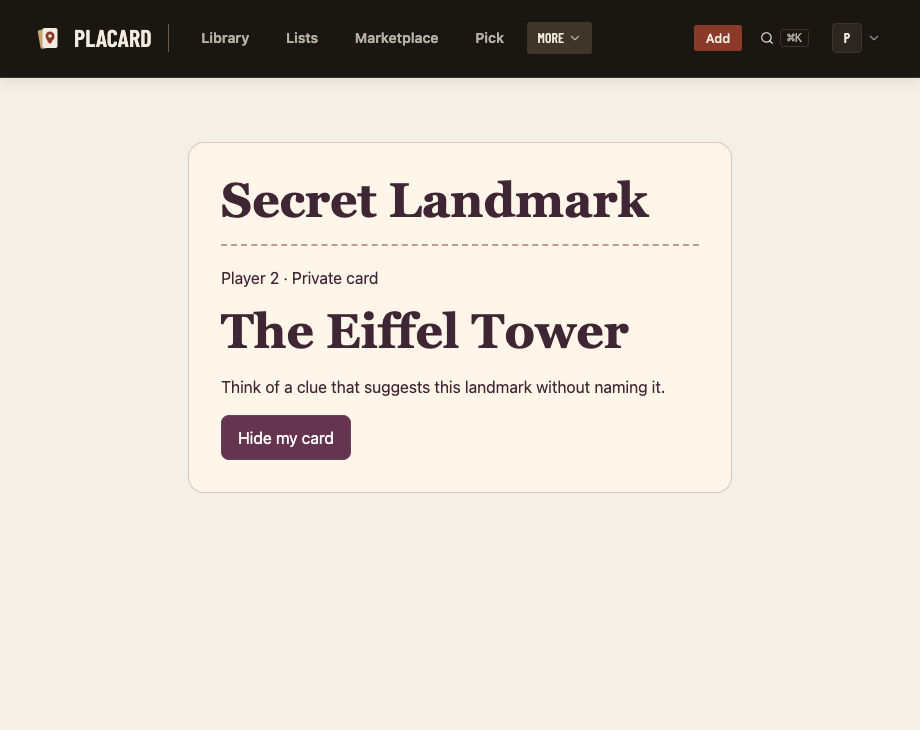 PLACARD
Library
Lists
Marketplace
Pick
MORE
Add
⌘K
P
Secret Landmark
Player 2 · Private card
The Eiffel Tower
Think of a clue that suggests this landmark without naming it.
Hide my card